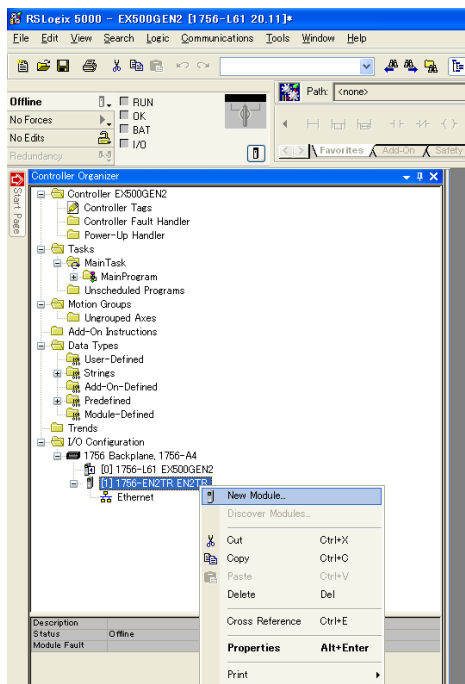 RSLogix 5000 - EX500GEN2 [1756-L61 20.11]*
File Edit View Search Logic Communications Tools Window Help
Path: <none>
Offline
RUN
No Forces
OK
BAT
No Edits
I/O
Redundancy
Favorites Add-On Safety
Controller Organizer
Start Page
Controller EX500GEN2
Controller Tags
Controller Fault Handler
Power-Up Handler
Tasks
MainTask
MainProgram
Unscheduled Programs
Motion Groups
Ungrouped Axes
Add-On Instructions
Data Types
User-Defined
Strings
Add-On-Defined
Predefined
Module-Defined
Trends
I/O Configuration
1756 Backplane, 1756-A4
[0] 1756-L61 EX500GEN2
[1] 1756-EN2TR EN2TR
Ethernet
New Module...
Discover Modules...
Cut Ctrl+X
Copy Ctrl+C
Paste Ctrl+V
Delete Del
Cross Reference Ctrl+E
Properties Alt+Enter
Print
Description
Status Offline
Module Fault